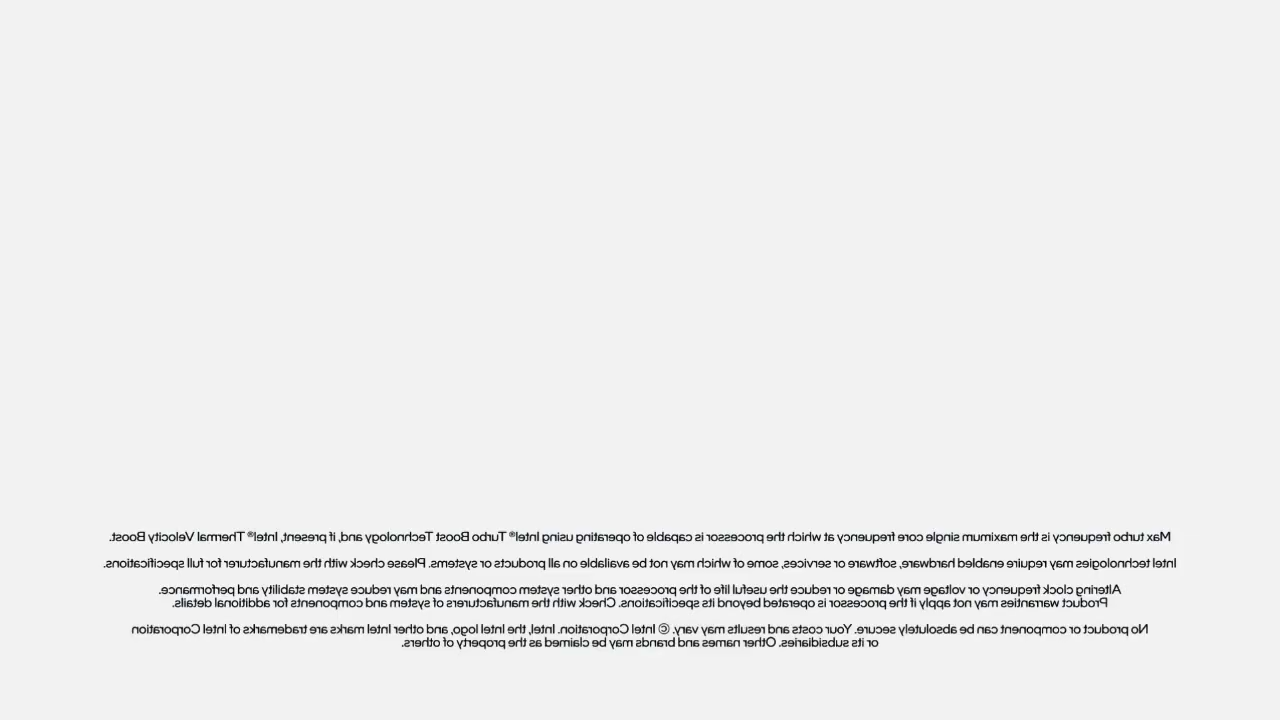 Max turbo frequency is the maximum single core frequency at which the processor is capable of operating using Intel® Turbo Boost Technology and, if present, Intel® Thermal Velocity Boost.
Intel technologies may require enabled hardware, software or services, some of which may not be available on all products or systems. Please check with the manufacturer for full specifications.
Altering clock frequency or voltage may damage or reduce the useful life of the processor and other system components and may reduce system stability and performance.
Product warranties may not apply if the processor is operated beyond its specifications. Check with the manufacturers of system and components for additional details.
No product or component can be absolutely secure. Your costs and results may vary. © Intel Corporation. Intel, the Intel logo, and other Intel marks are trademarks of Intel Corporation
or its subsidiaries. Other names and brands may be claimed as the property of others.